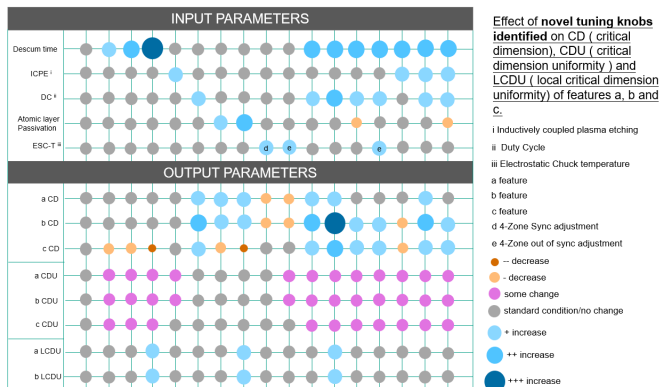 INPUT PARAMETERS
Descum time
ICPE i
DC ii
Atomic layer
Passivation
ESC-T iii
d
e
e
OUTPUT PARAMETERS
a CD
b CD
c CD
a CDU
b CDU
c CDU
a LCDU
b LCDU
Effect of novel tuning knobs
identified on CD ( critical
dimension), CDU ( critical
dimension uniformity ) and
LCDU ( local critical dimension
uniformity) of features a, b and
c.
i Inductively coupled plasma etching
ii Duty Cycle
iii Electrostatic Chuck temperature
a feature
b feature
c feature
d 4-Zone Sync adjustment
e 4-Zone out of sync adjustment
-- decrease
- decrease
some change
standard condition/no change
+ increase
++ increase
+++ increase